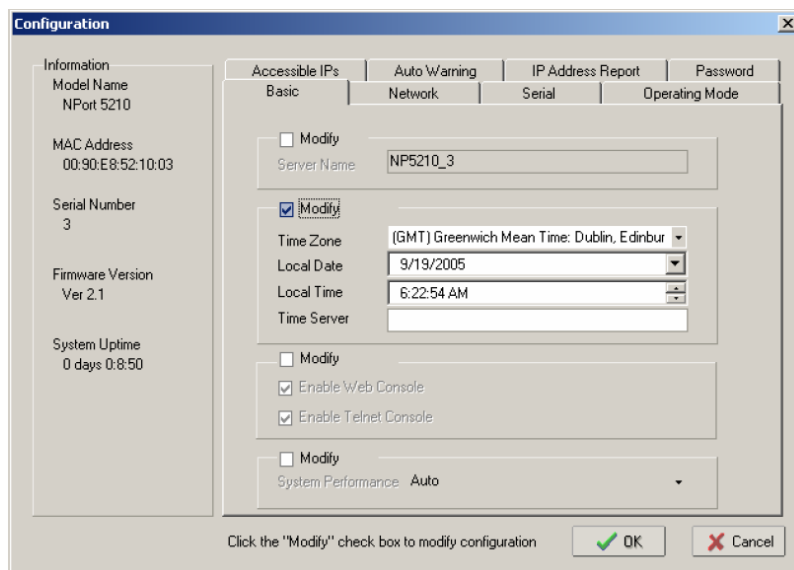 Configuration
Information
Model Name
NPort 5210
MAC Address
00:90:E8:52:10:03
Serial Number
3
Firmware Version
Ver 2.1
System Uptime
0 days 0:8:50
Accessible IPs
Auto Warning
IP Address Report
Password
Basic
Network
Serial
Operating Mode
Modify
Server Name
NP5210_3
Modify
Time Zone
(GMT) Greenwich Mean Time: Dublin, Edinbur
Local Date
9/19/2005
Local Time
6:22:54 AM
Time Server
Modify
Enable Web Console
Enable Telnet Console
Modify
System Performance
Auto
Click the "Modify" check box to modify configuration
OK
Cancel